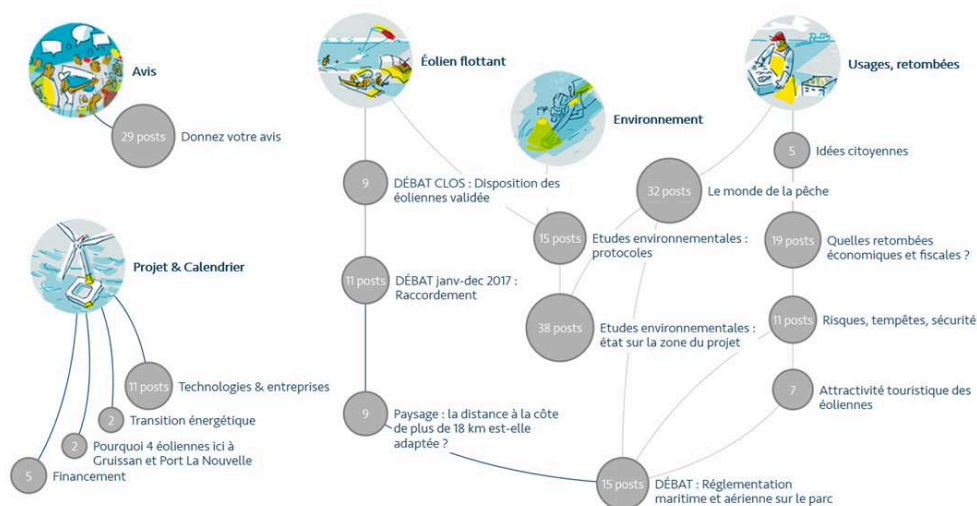 Avis
29 posts
Donnez votre avis
Projet & Calendrier
11 posts
Technologies & entreprises
2
Transition énergétique
2
Pourquoi 4 éoliennes ici à
Gruissan et Port La Nouvelle
5
Financement
Éolien flottant
9
DÉBAT CLOS : Disposition des
éoliennes validée
11 posts
DÉBAT janv-dec 2017 :
Raccordement
9
Paysage : la distance à la côte
de plus de 18 km est-elle
adaptée ?
Environnement
15 posts
Etudes environnementales :
protocoles
38 posts
Etudes environnementales :
état sur la zone du projet
32 posts
Le monde de la pêche
15 posts
DÉBAT : Réglementation
maritime et aérienne sur le parc
Usages, retombées
5
Idées citoyennes
19 posts
Quelles retombées
économiques et fiscales ?
11 posts
Risques, tempêtes, sécurité
7
Attractivité touristique des
éoliennes